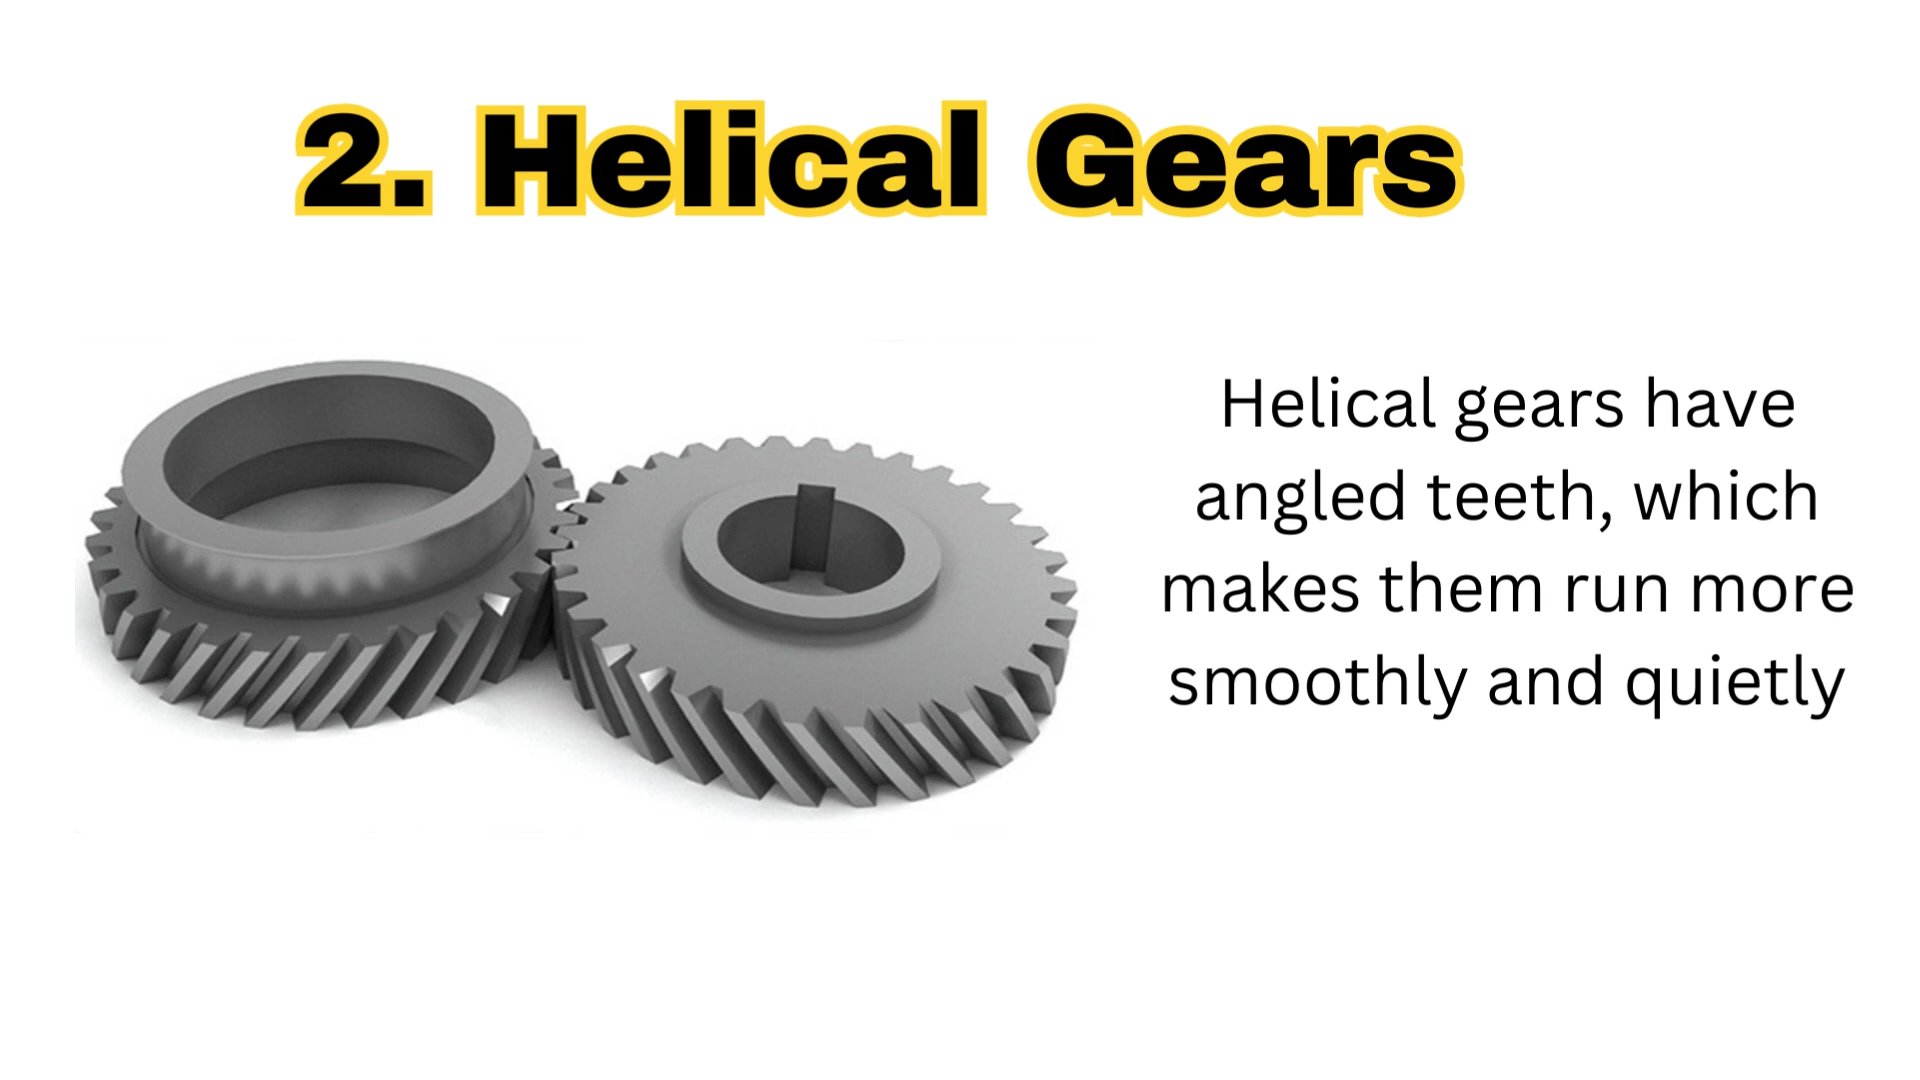 2. Helical Gears
Helical gears have
angled teeth, which
makes them run more
smoothly and quietly